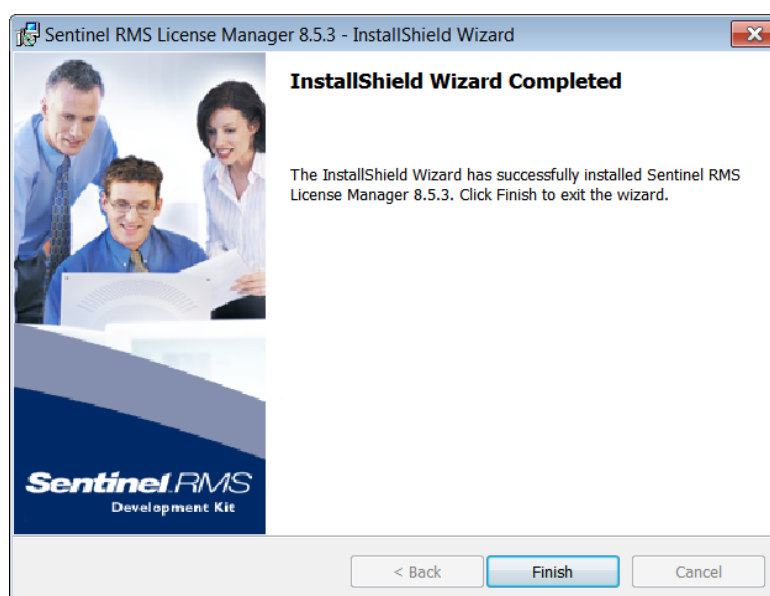 Sentinel RMS License Manager 8.5.3 - InstallShield Wizard
InstallShield Wizard Completed
The InstallShield Wizard has successfully installed Sentinel RMS
License Manager 8.5.3. Click Finish to exit the wizard.
Sentinel.RMS
Development Kit
< Back
Finish
Cancel